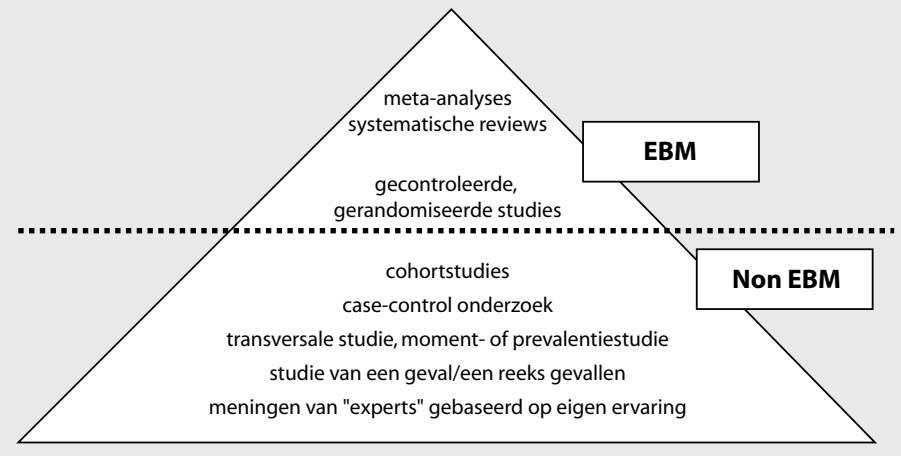 meta-analyses
systematische reviews
EBM
gecontroleerde,
gerandomiseerde studies
cohortstudies
Non EBM
case-control onderzoek
transversale studie, moment- of prevalentiestudie
studie van een geval/een reeks gevallen
meningen van "experts" gebaseerd op eigen ervaring